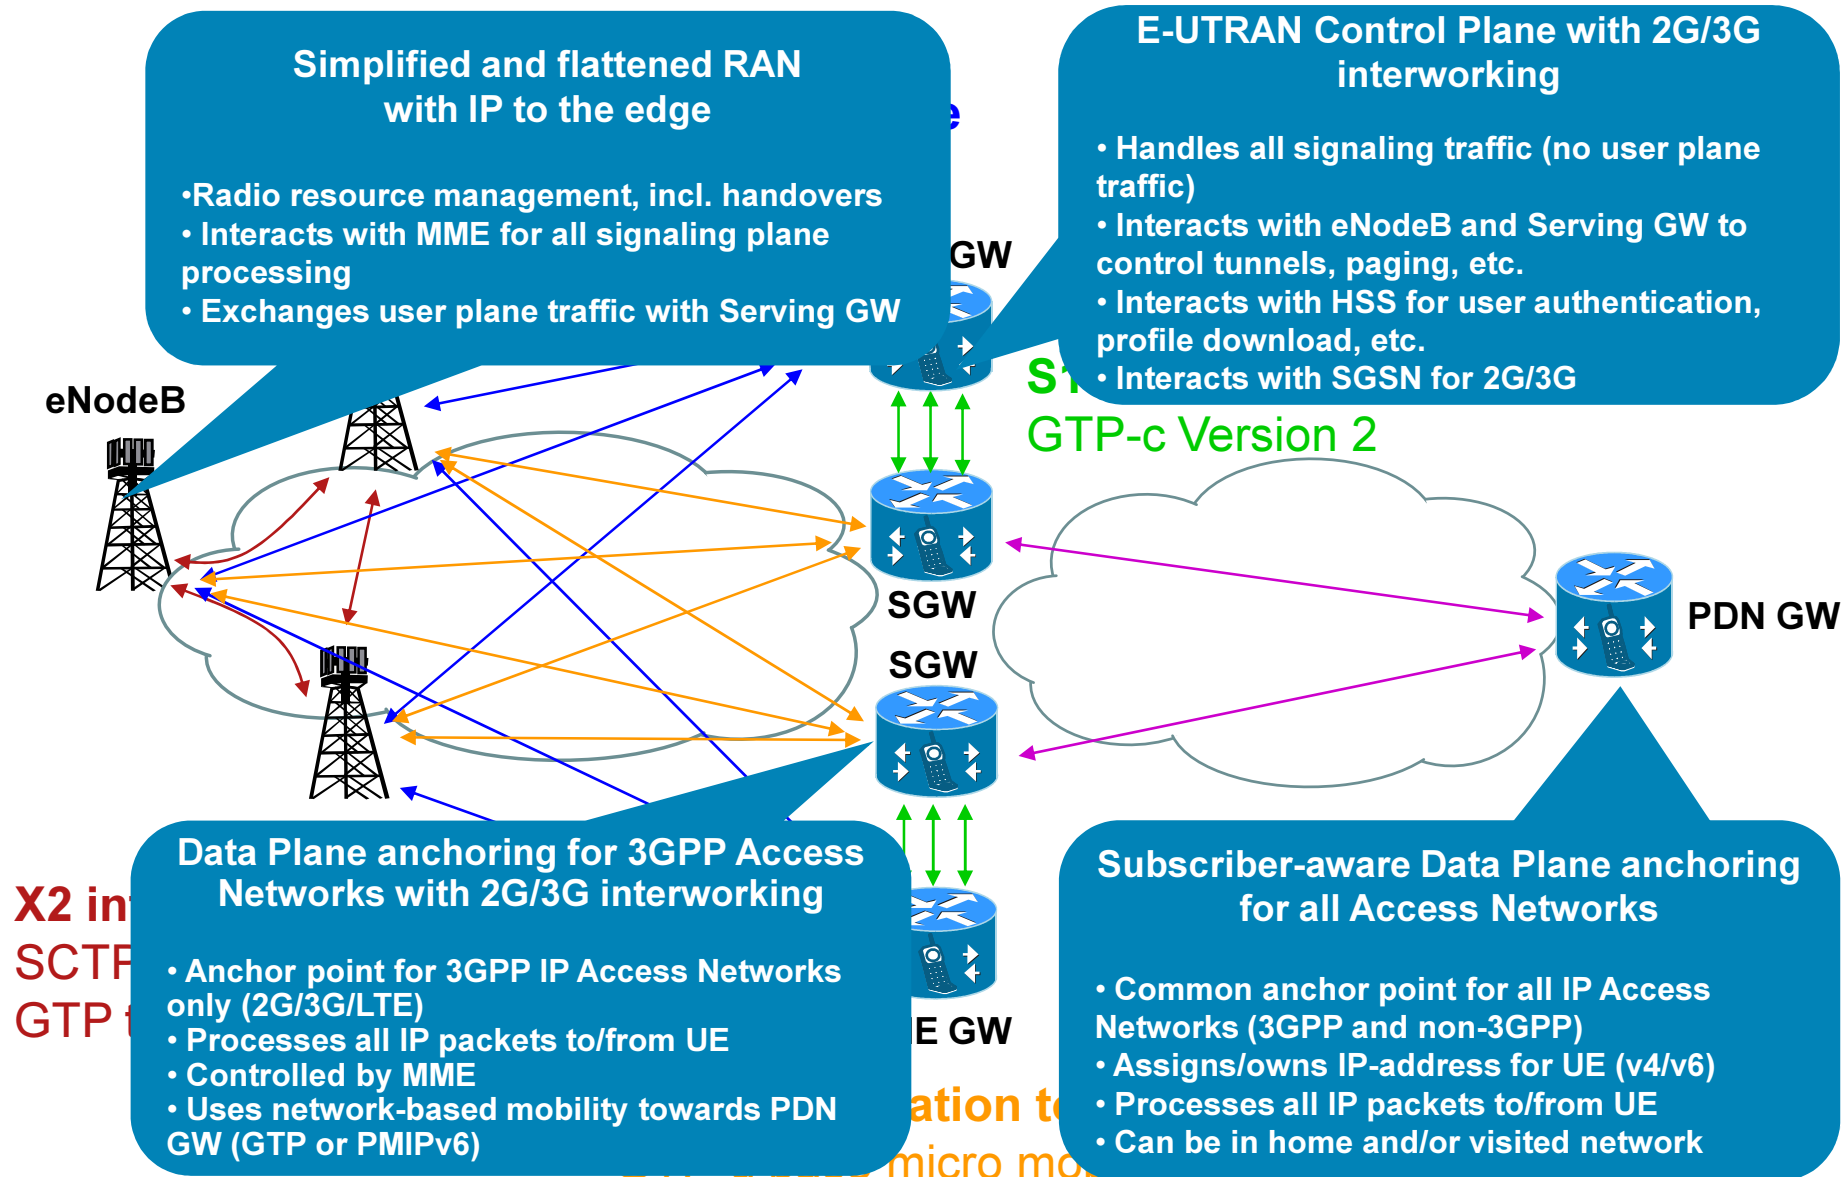 Simplified and flattened RAN
with IP to the edge
•Radio resource management, incl. handovers
• Interacts with MME for all signaling plane
processing
• Exchanges user plane traffic with Serving GW
E-UTRAN Control Plane with 2G/3G
interworking
• Handles all signaling traffic (no user plane
traffic)
• Interacts with eNodeB and Serving GW to
control tunnels, paging, etc.
• Interacts with HSS for user authentication,
profile download, etc.
• Interacts with SGSN for 2G/3G
GW
eNodeB
GTP-c Version 2
SGW
SGW
PDN GW
Data Plane anchoring for 3GPP Access
Networks with 2G/3G interworking
• Anchor point for 3GPP IP Access Networks
only (2G/3G/LTE)
• Processes all IP packets to/from UE
• Controlled by MME
• Uses network-based mobility towards PDN
GW (GTP or PMIPv6)
X2
GTP
GW
micro
Subscriber-aware Data Plane anchoring
for all Access Networks
• Common anchor point for all IP Access
Networks (3GPP and non-3GPP)
• Assigns/owns IP-address for UE (v4/v6)
• Processes all IP packets to/from UE
• Can be in home and/or visited network